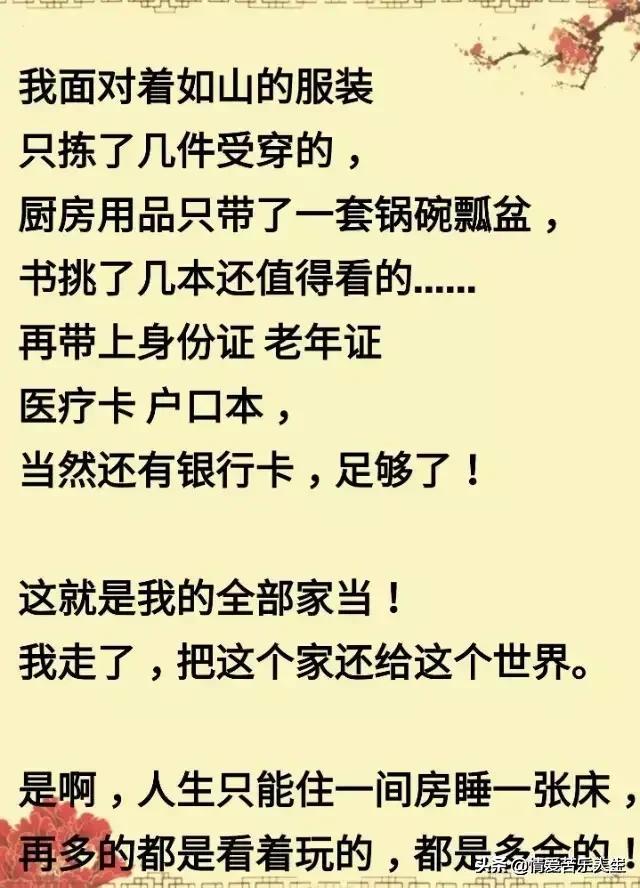 我面对着如山的服装
只拣了几件受穿的，
厨房用品只带了一套锅碗瓢盆，
书挑了几本还值得看的……
再带上身份证 老年证
医疗卡 户口本，
当然还有银行卡，足够了！
这就是我的全部家当！
我走了，把这个家还给这个世界。
是啊，人生只能住一间房睡一张床，
再多的都是看着玩的，都是多余的！
头条 @情爱苦乐人生